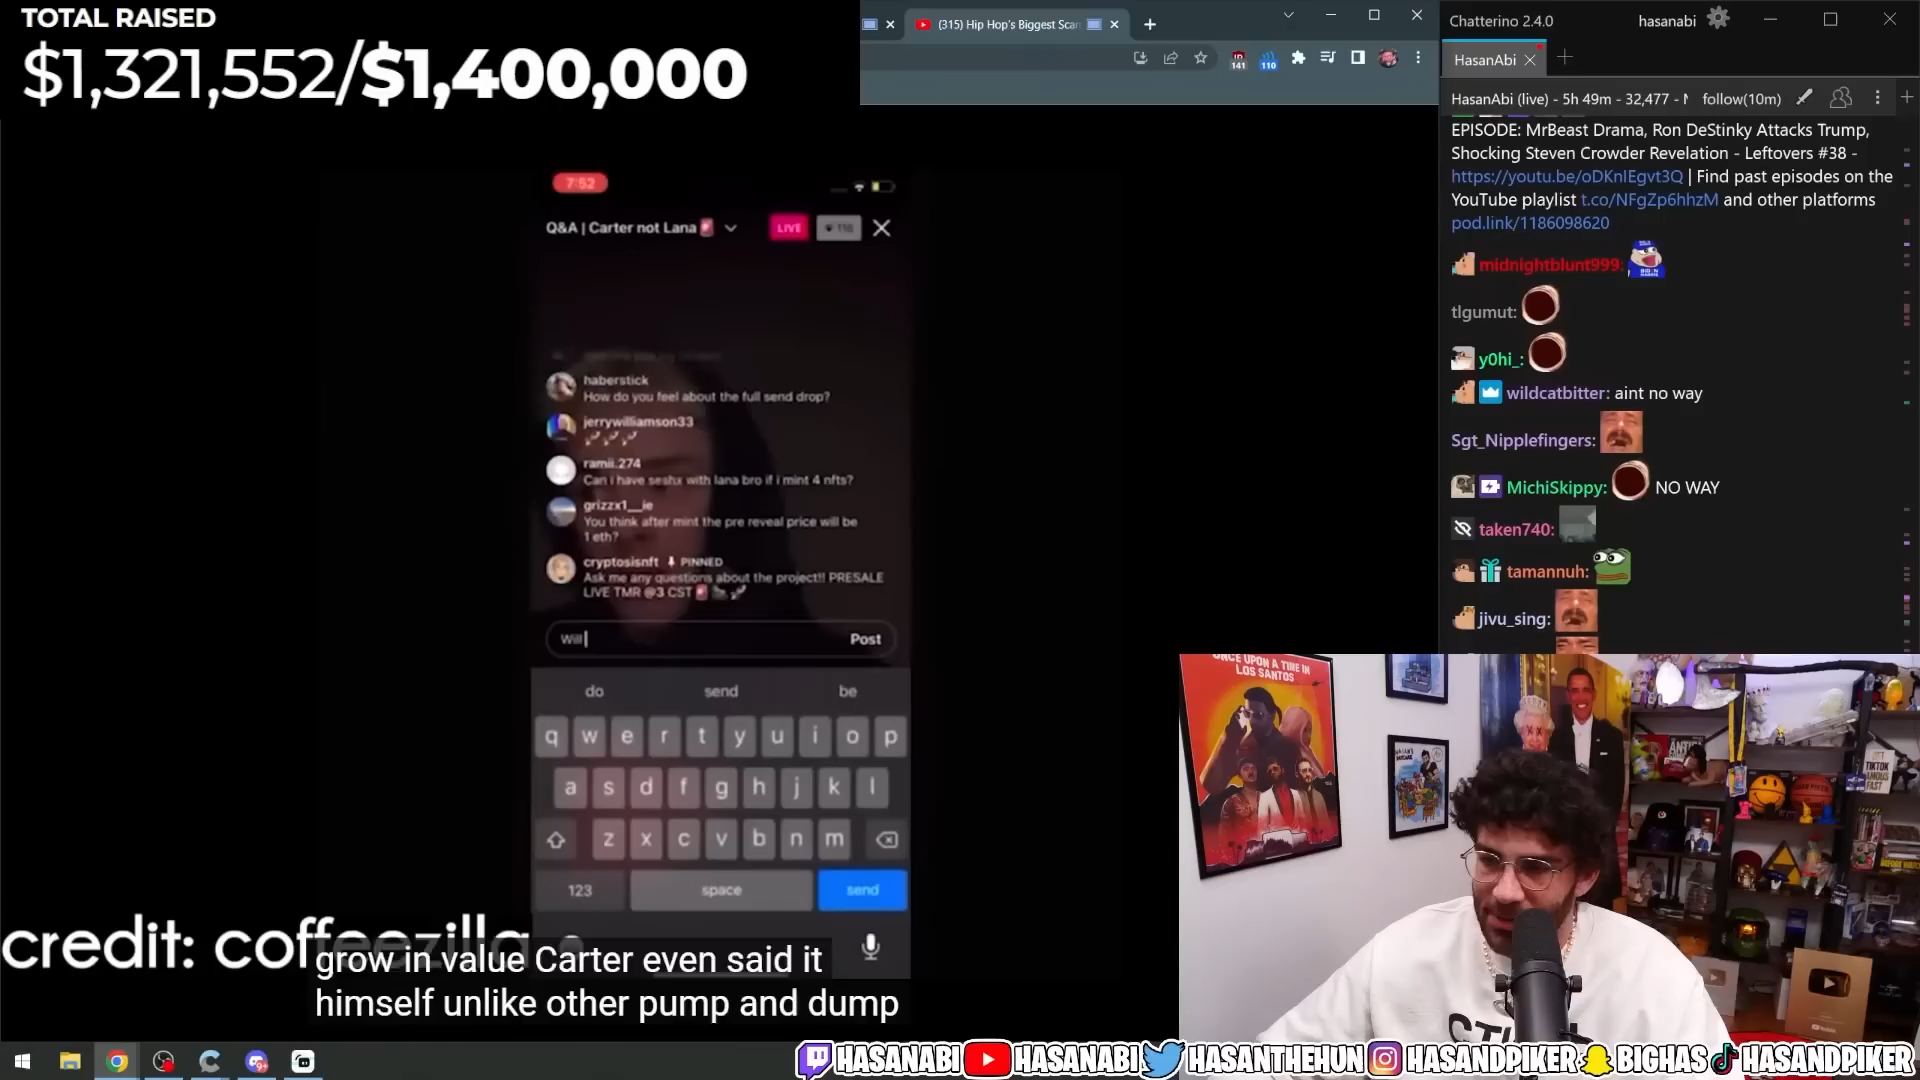 TOTAL RAISED
$1,321,552/$1,400,000
(315) Hip Hop's Biggest Scar
141
110
Chatterino 2.4.0
hasanabi
HasanAbi
HasanAbi (live) - 5h 49m - 32,477 - 
follow(10m)
EPISODE: MrBeast Drama, Ron DeStinky Attacks Trump,
Shocking Steven Crowder Revelation - Leftovers #38 -
https://youtu.be/oDKnIEgvt3Q | Find past episodes on the
YouTube playlist t.co/NFgZp6hhzM and other platforms
pod.link/1186098620
midnightblunt999:
tlgumut:
y0hi_:
wildcatbitter: aint no way
Sgt_Nipplefingers:
MichiSkippy: NO WAY
taken740:
tamannuh:
jivu_sing:
7:52
Q&A | Carter not Lana
LIVE
116
haberstick
How do you feel about the full send drop?
jerrywilliamson33
ramii.274
Can i have seshx with lana bro if i mint 4 nfts?
grizzx1__ie
You think after mint the pre reveal price will be
1 eth?
cryptosisnft PINNED
Ask me any questions about the project!! PRESALE
LIVE TMR @3 CST
Will
Post
do send be
q w e r t y u i o p
a s d f g h j k l
z x c v b n m
123 space send
credit: coffeezilla
grow in value Carter even said it
himself unlike other pump and dump
ONCE UPON A TIME IN
LOS SANTOS
TIKTOK
FAMOUS
FAST
HASANABI HASANABI HASANTHEHUN HASANDPIKER BIGHAS HASANDPIKER